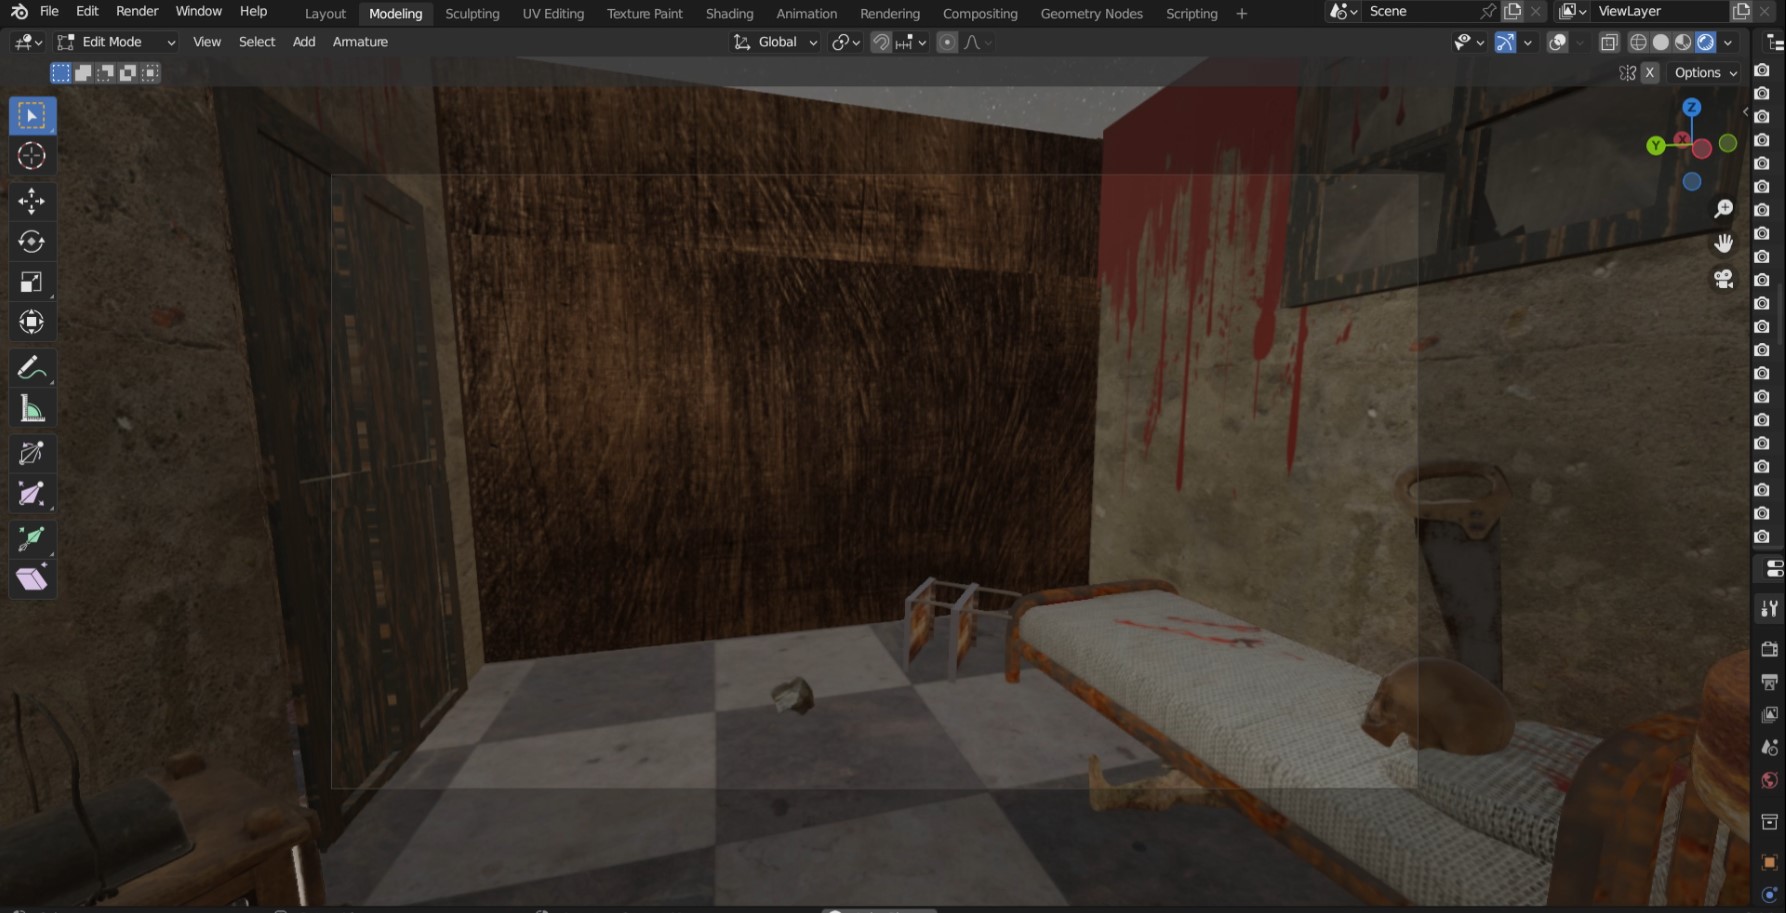 File Edit Render Window Help Layout Modeling Sculpting UV Editing Texture Paint Shading Animation Rendering Compositing Geometry Nodes Scripting + Scene ViewLayer
Edit Mode View Select Add Armature Global
X Options
Z
Y X